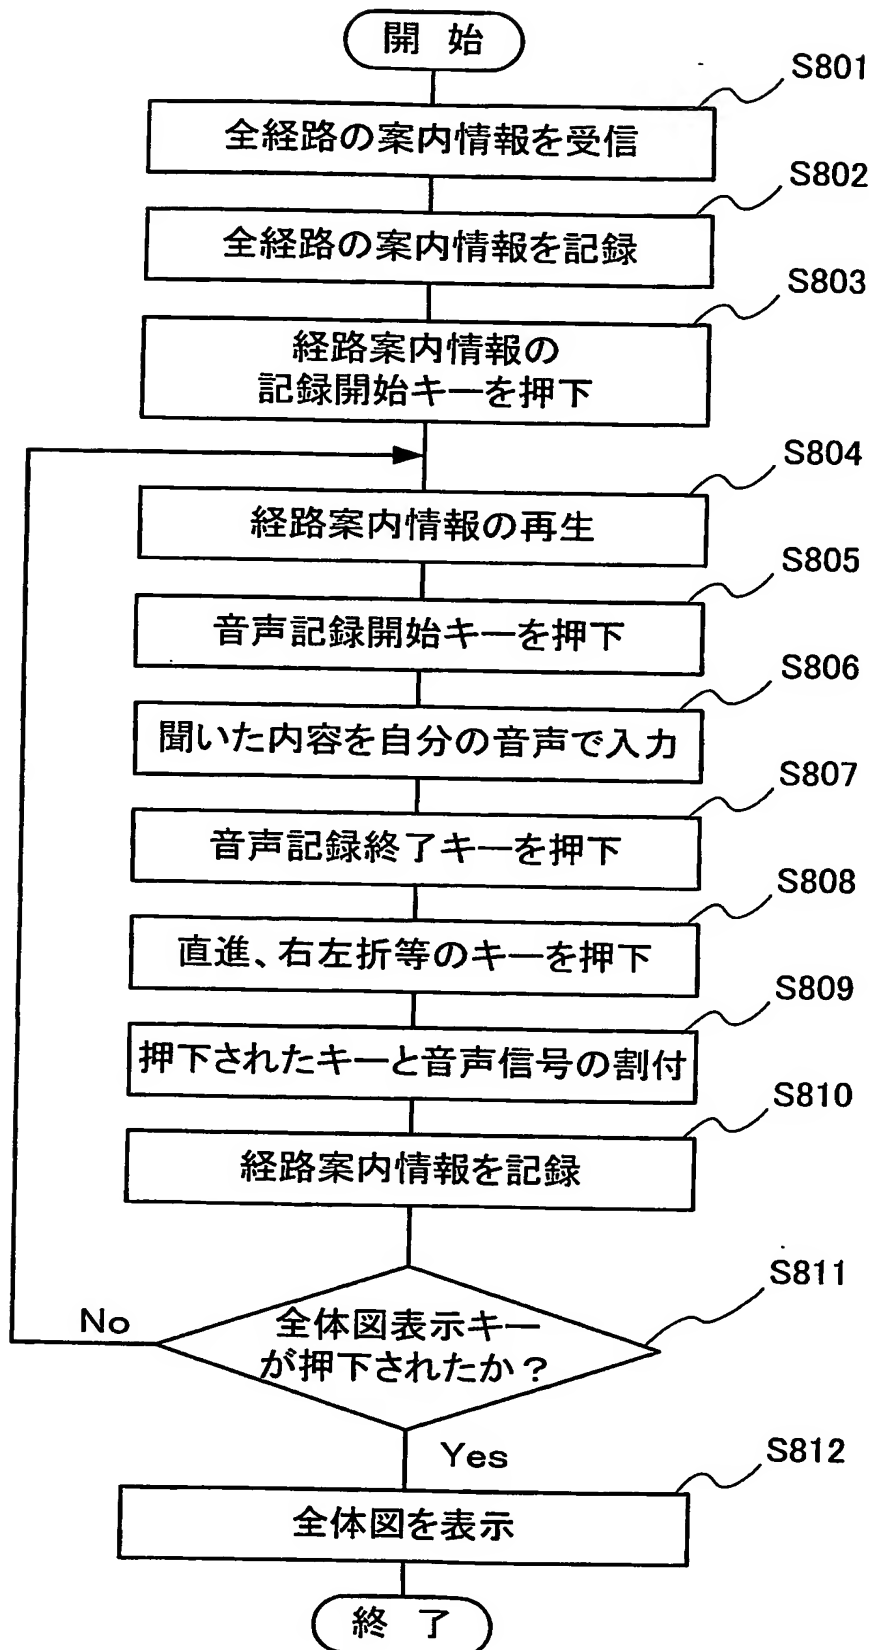 開 始
S801
全経路の案内情報を受信
S802
全経路の案内情報を記録
S803
経路案内情報の
記録開始キーを押下
S804
経路案内情報の再生
S805
音声記録開始キーを押下
S806
聞いた内容を自分の音声で入力
S807
音声記録終了キーを押下
S808
直進、右左折等のキーを押下
S809
押下されたキーと音声信号の割付
S810
経路案内情報を記録
S811
全体図表示キー
が押下されたか？
No
Yes
S812
全体図を表示
終 了